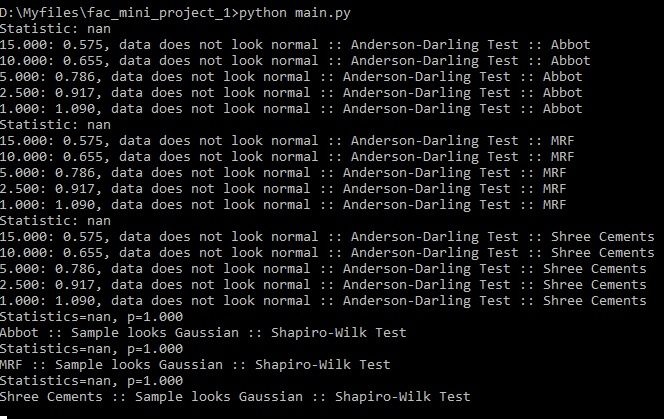 D:\Myfiles\fac_mini_project_1>python main.py
Statistic: nan
15.000: 0.575, data does not look normal :: Anderson-Darling Test :: Abbot
10.000: 0.655, data does not look normal :: Anderson-Darling Test :: Abbot
5.000: 0.786, data does not look normal :: Anderson-Darling Test :: Abbot
2.500: 0.917, data does not look normal :: Anderson-Darling Test :: Abbot
1.000: 1.090, data does not look normal :: Anderson-Darling Test :: Abbot
Statistic: nan
15.000: 0.575, data does not look normal :: Anderson-Darling Test :: MRF
10.000: 0.655, data does not look normal :: Anderson-Darling Test :: MRF
5.000: 0.786, data does not look normal :: Anderson-Darling Test :: MRF
2.500: 0.917, data does not look normal :: Anderson-Darling Test :: MRF
1.000: 1.090, data does not look normal :: Anderson-Darling Test :: MRF
Statistic: nan
15.000: 0.575, data does not look normal :: Anderson-Darling Test :: Shree Cements
10.000: 0.655, data does not look normal :: Anderson-Darling Test :: Shree Cements
5.000: 0.786, data does not look normal :: Anderson-Darling Test :: Shree Cements
2.500: 0.917, data does not look normal :: Anderson-Darling Test :: Shree Cements
1.000: 1.090, data does not look normal :: Anderson-Darling Test :: Shree Cements
Statistics=nan, p=1.000
Abbot :: Sample looks Gaussian :: Shapiro-Wilk Test
Statistics=nan, p=1.000
MRF :: Sample looks Gaussian :: Shapiro-Wilk Test
Statistics=nan, p=1.000
Shree Cements :: Sample looks Gaussian :: Shapiro-Wilk Test